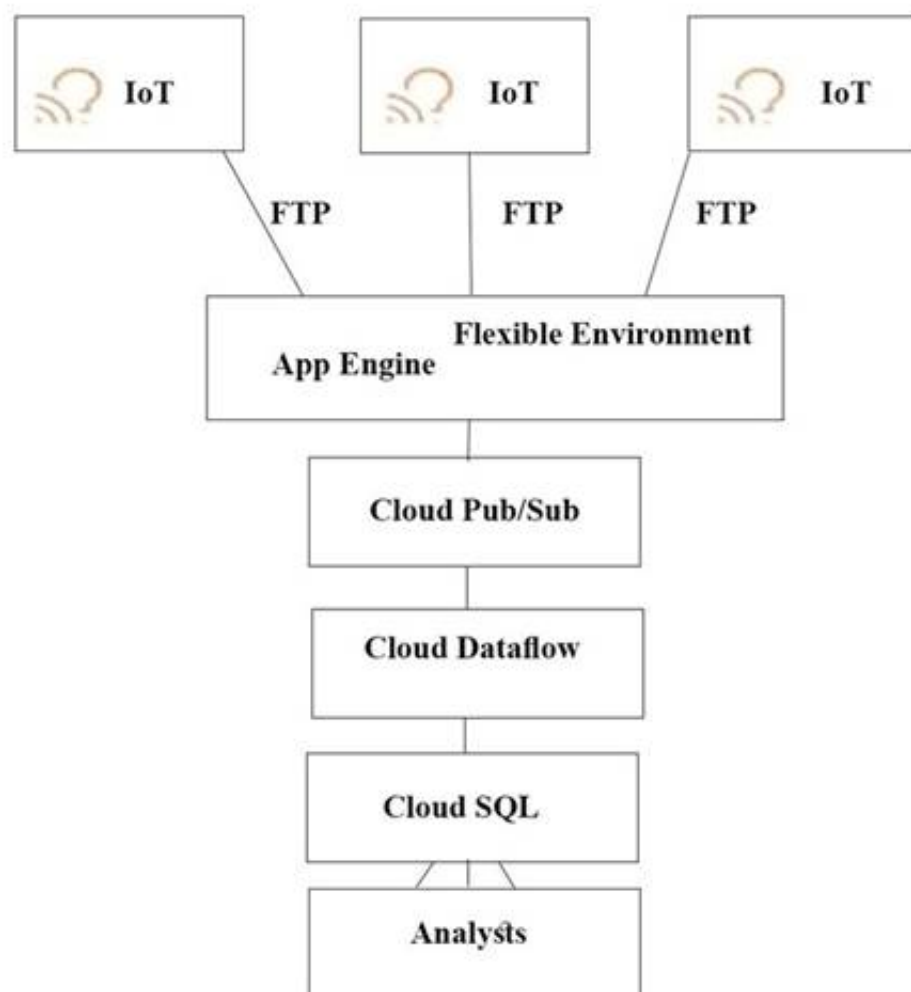 IoT
IoT
IoT
FTP
FTP
FTP
Flexible Environment
App Engine
Cloud Pub/Sub
Cloud Dataflow
Cloud SQL
Analysts